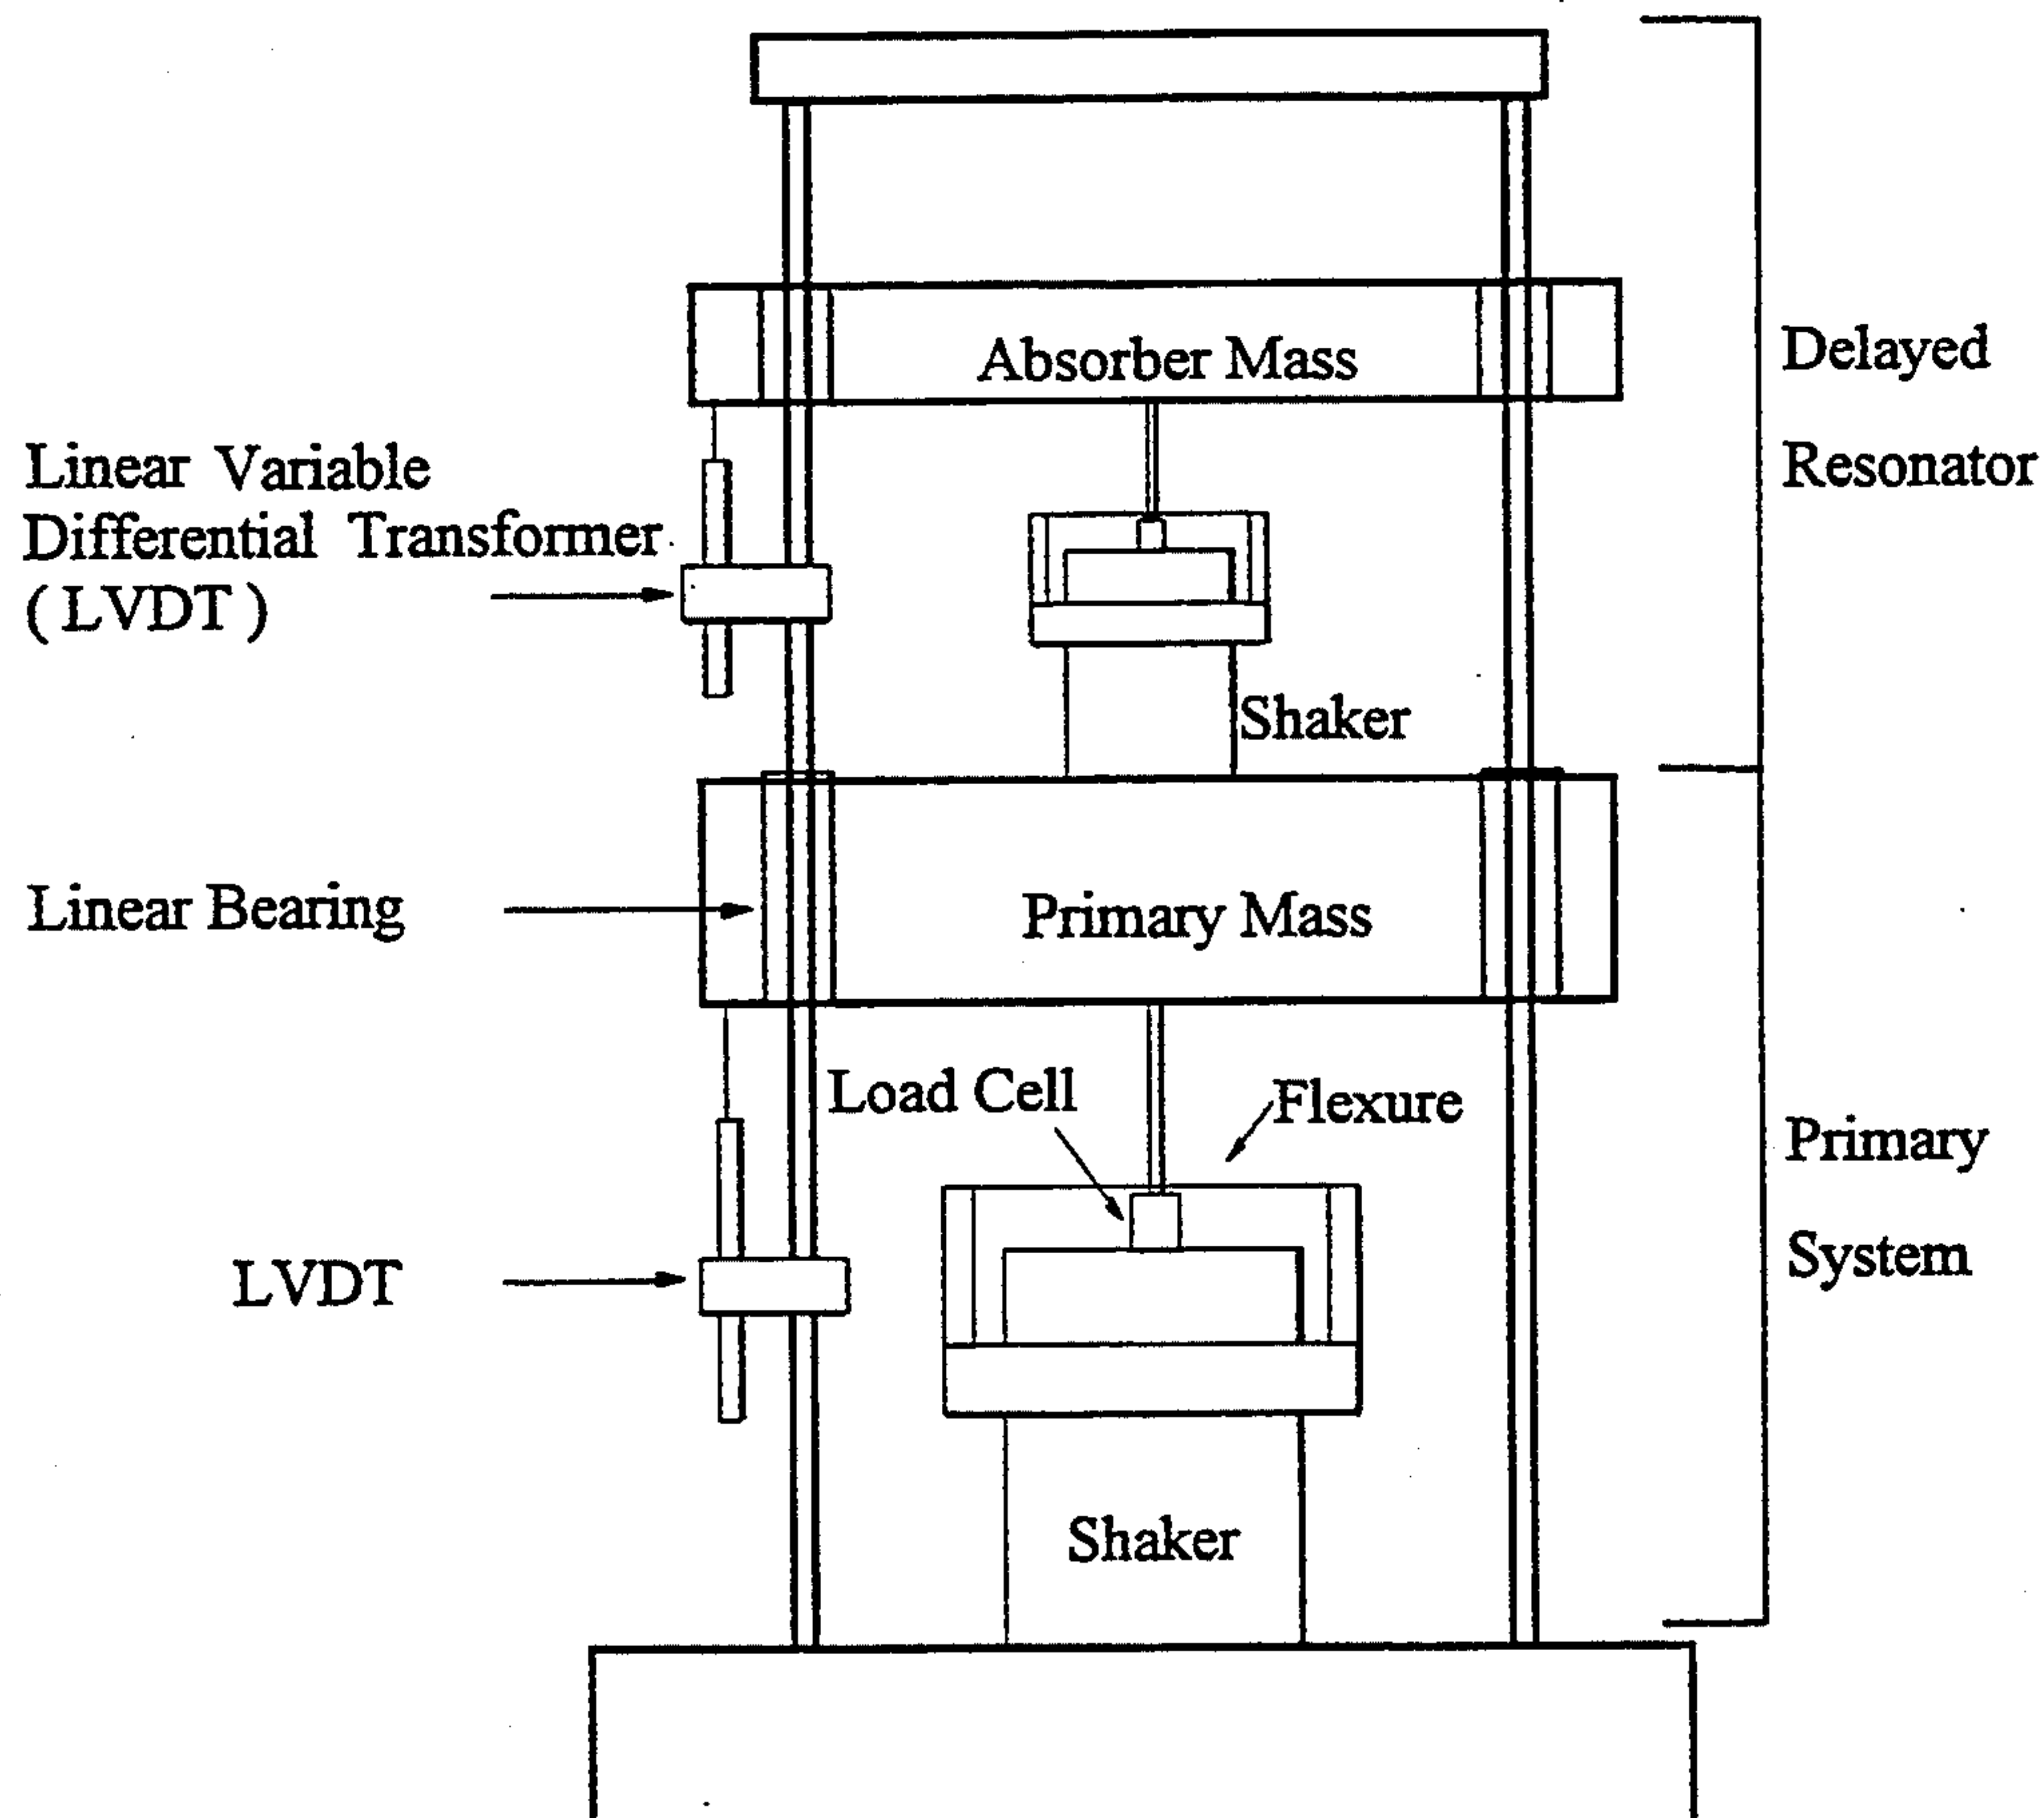 Absorber Mass
Delayed
Resonator
Linear Variable
Differential Transformer
( LVDT )
Shaker
Linear Bearing
Primary Mass
Load Cell
Flexure
Primary
System
LVDT
Shaker